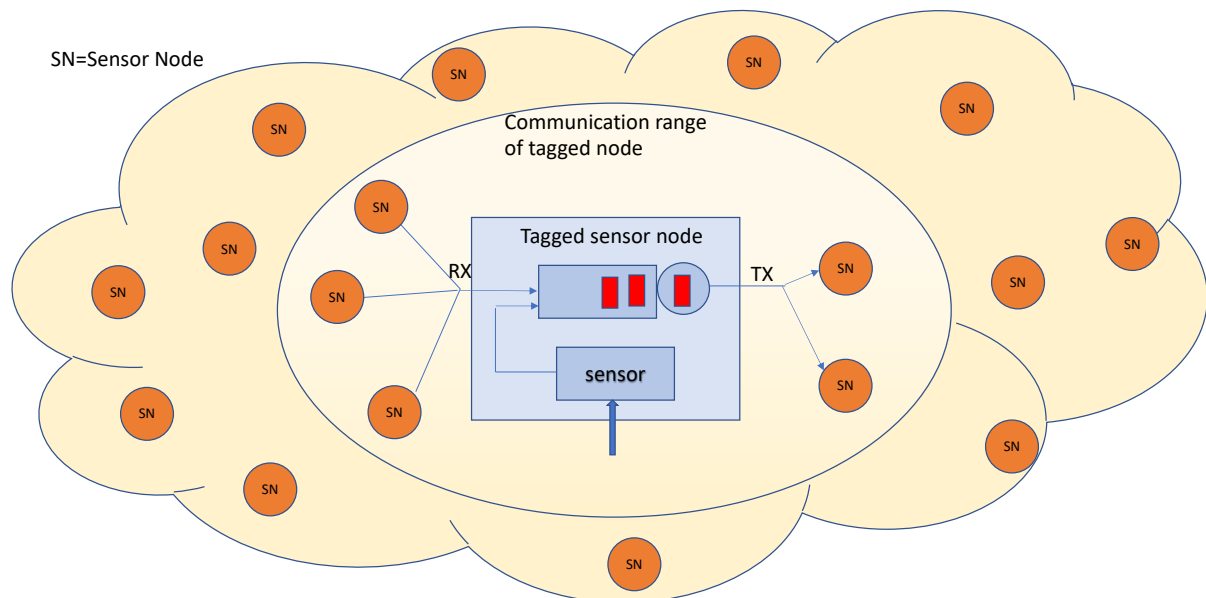 SN=Sensor Node
SN
SN
SN
SN
Communication range
of tagged node
SN
SN
Tagged sensor node
SN
SN
RX
TX
SN
SN
SN
SN
sensor
SN
SN
SN
SN
SN
SN